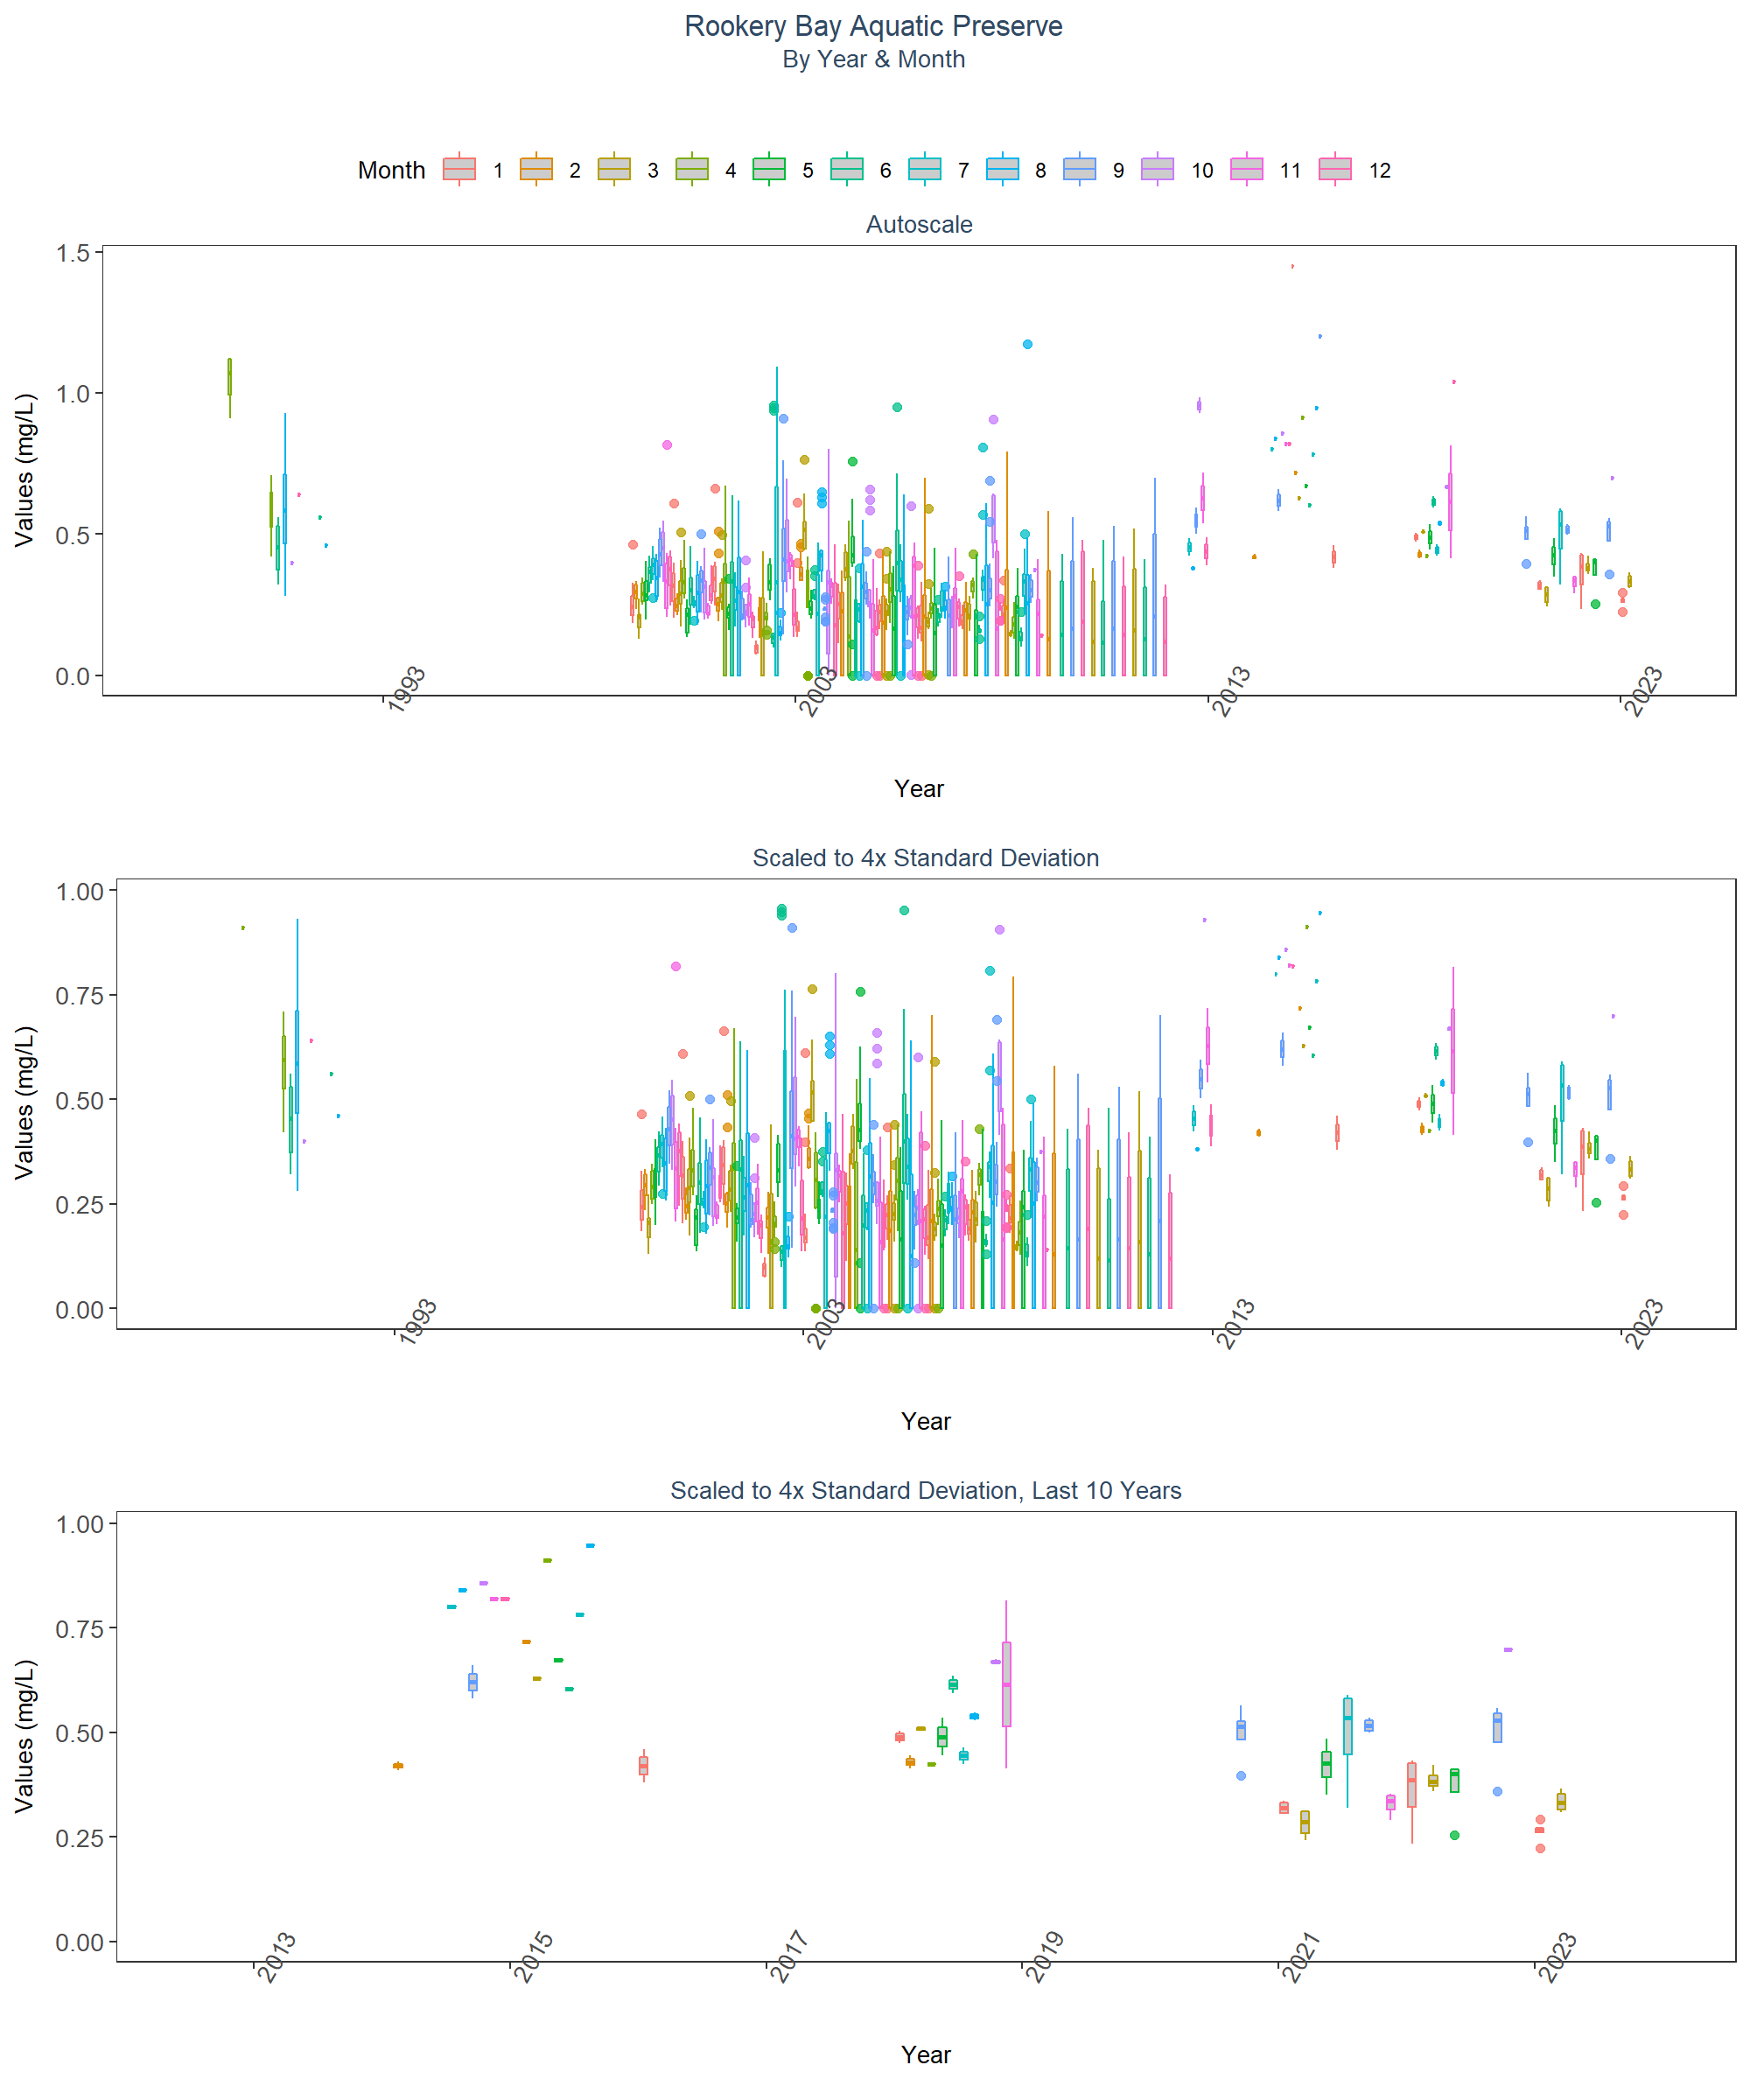 Rookery Bay Aquatic Preserve
By Year & Month
Month 1 2 3 4 5 6 7 8 9 10 11 12
Autoscale
1.5
1.0
0.5
0.0
Values (mg/L)
1993 2003 2013 2023
Year
Scaled to 4x Standard Deviation
1.00
0.75
0.50
0.25
0.00
Values (mg/L)
1993 2003 2013 2023
Year
Scaled to 4x Standard Deviation, Last 10 Years
1.00
0.75
0.50
0.25
0.00
Values (mg/L)
2013 2015 2017 2019 2021 2023
Year